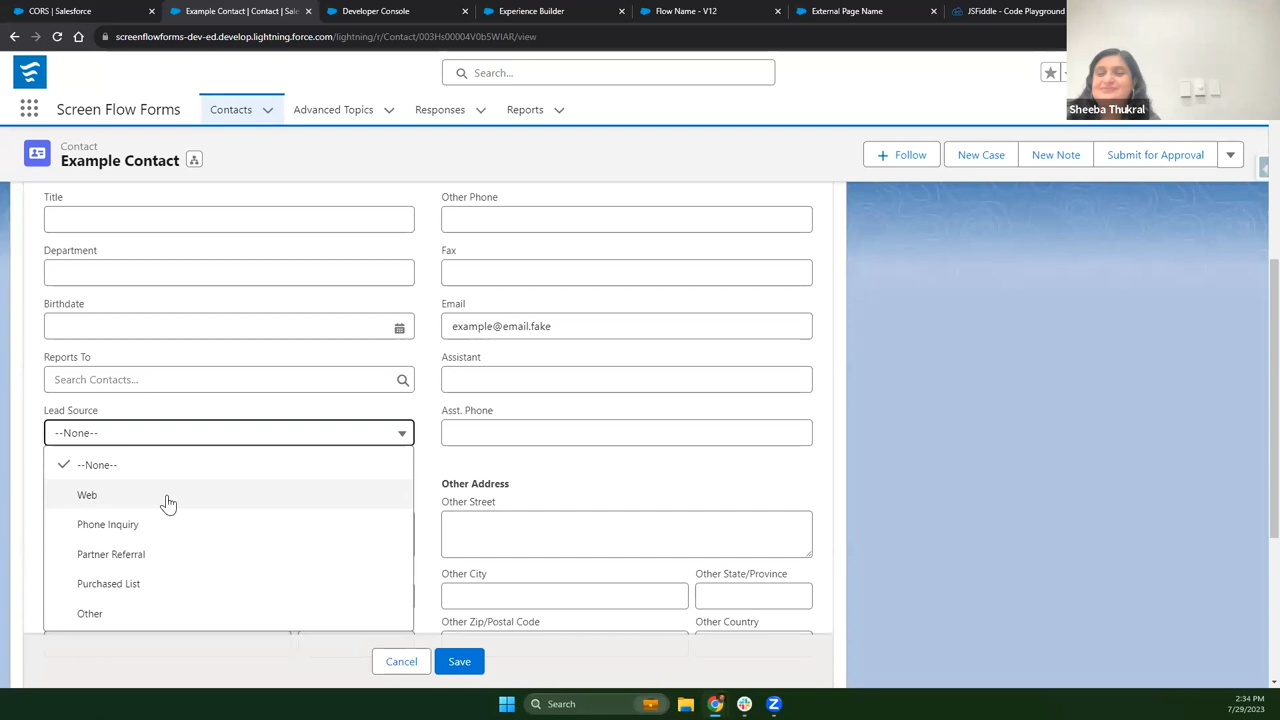 CORS | Salesforce
Example Contact | Contact | Sale
Developer Console
Experience Builder
Flow Name - V12
External Page Name
JSFiddle - Code Playground
screenflowforms-dev-ed.develop.lightning.force.com/lightning/r/Contact/003Hs00004V0b5WIAR/view
Search...
Sheeba Thukral
Screen Flow Forms
Contacts
Advanced Topics
Responses
Reports
Contact
Example Contact
Follow
New Case
New Note
Submit for Approval
Title
Other Phone
Department
Fax
Birthdate
Email
example@email.fake
Reports To
Assistant
Search Contacts...
Lead Source
Asst. Phone
--None--
--None--
Web
Phone Inquiry
Partner Referral
Purchased List
Other
Other Address
Other Street
Other City
Other State/Province
Other Zip/Postal Code
Other Country
Cancel
Save
Search
2:34 PM
7/29/2023